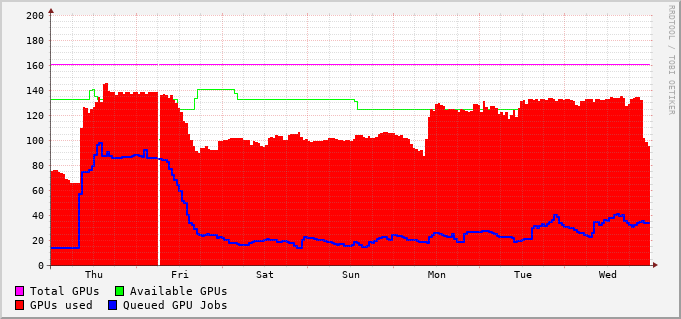 200
180
160
140
120
100
80
60
40
20
0
Thu Fri Sat Sun Mon Tue Wed
Total GPUs Available GPUs
GPUs used Queued GPU Jobs
RRDTOOL / TOBI OETIKER